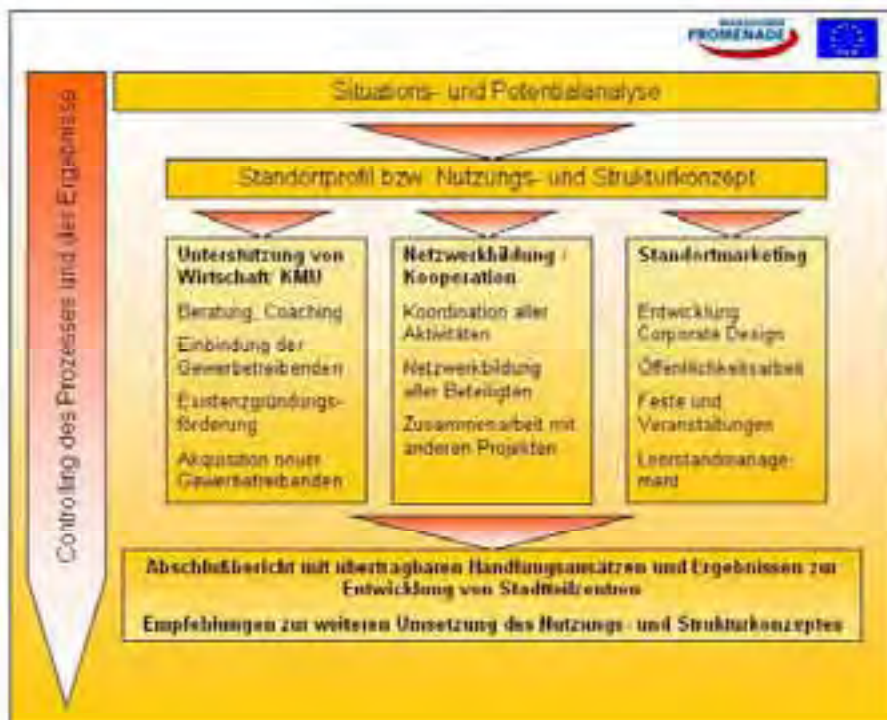 PROMENADE
Situations- und Potentialanalyse
Standortprofil bzw. Nutzungs- und Strukturkonzept
Controlling des Prozesses und der Ergebnisse
Unterstützung von
Wirtschaft KMU
Beratung, Coaching
Einbindung der
Gewerbetreibenden
Existenzgründungs-
förderung
Akquisition neuer
Gewerbetreibenden
Netzwerkbildung /
Kooperation
Koordination aller
Aktivitäten
Netzwerkbildung
aller Beteiligten
Zusammenarbeit mit
anderen Projekten
Standortmarketing
Entwicklung
Corporate Design
Öffentlichkeitsarbeit
Feste und
Veranstaltungen
Leerstandmanage-
ment
Abschlußbericht mit übertragbaren Handlungsansätzen und Ergebnissen zur
Entwicklung von Stadtteilzentren
Empfehlungen zur weiteren Umsetzung des Nutzungs- und Strukturkonzeptes